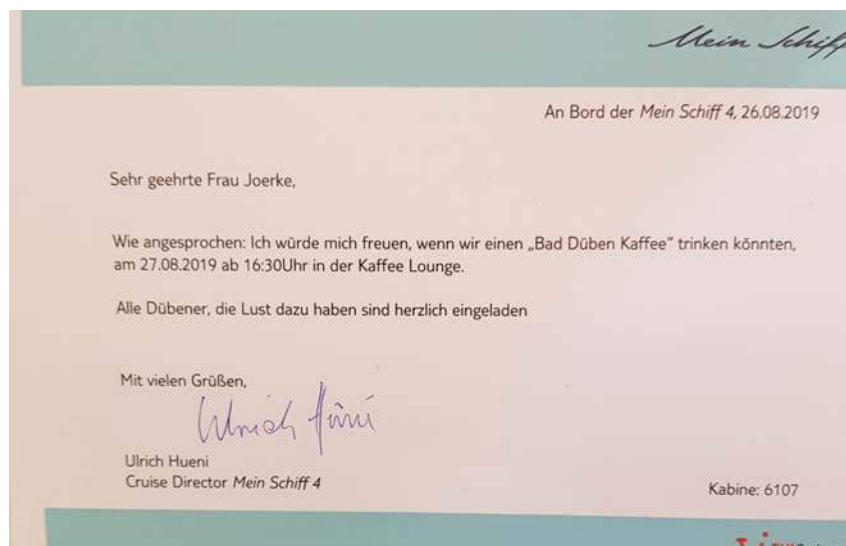 Mein Schiff
An Bord der Mein Schiff 4, 26.08.2019
Sehr geehrte Frau Joerke,
Wie angesprochen: Ich würde mich freuen, wenn wir einen „Bad Düben Kaffee“ trinken könnten,
am 27.08.2019 ab 16:30Uhr in der Kaffee Lounge.
Alle Dübener, die Lust dazu haben sind herzlich eingeladen
Mit vielen Grüßen,
Ulrich Hüni
Ulrich Hueni
Cruise Director Mein Schiff 4
Kabine: 6107